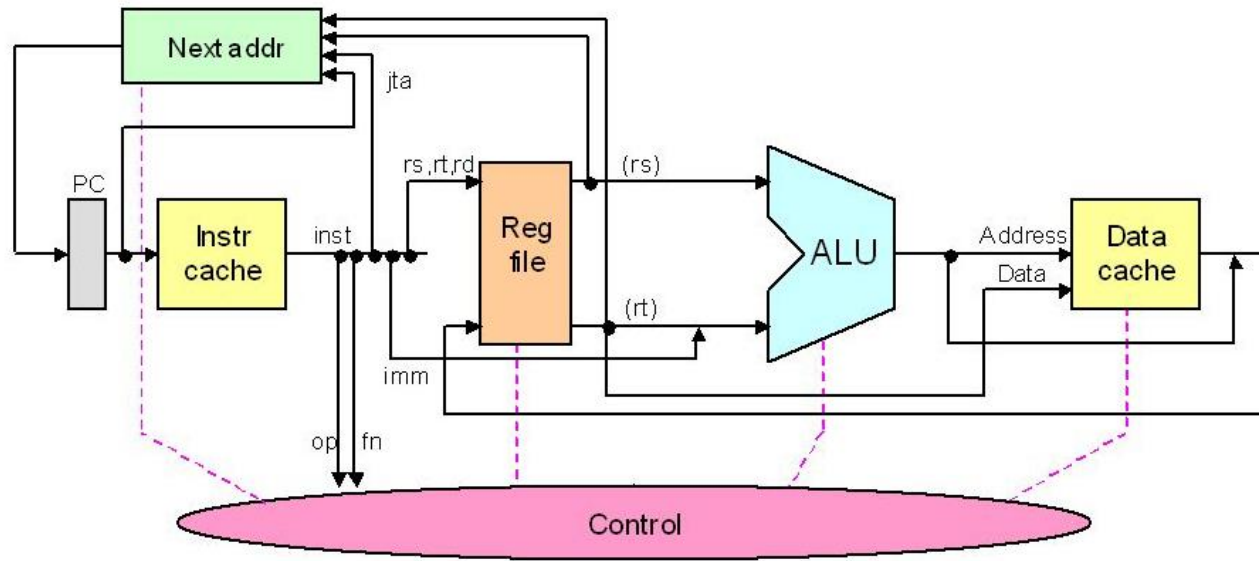 Next addr
jta
rs,rt,rd
(rs)
PC
Reg
file
Instr
cache
inst
ALU
Address
Data
Data
cache
(rt)
imm
op
fn
Control